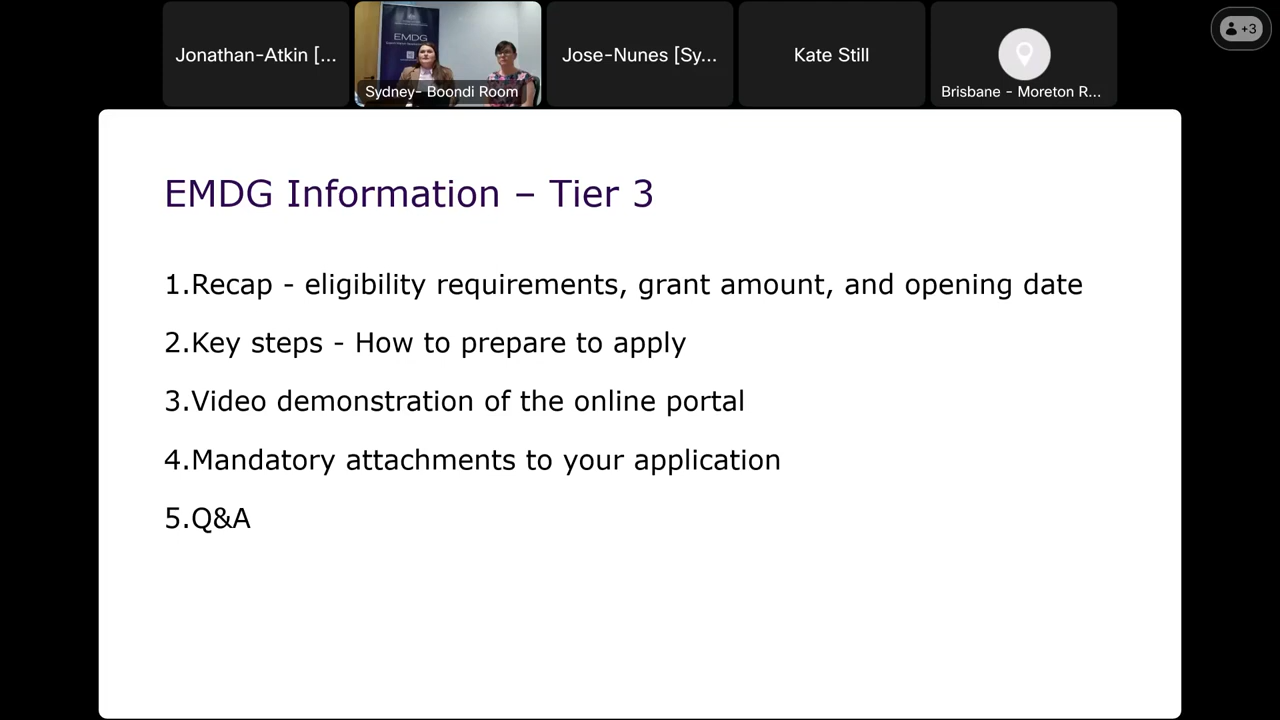 Jonathan-Atkin [...
EMDG
Sydney- Boondi Room
Jose-Nunes [Sy...
Kate Still
Brisbane - Moreton R...
+3
EMDG Information – Tier 3
1.Recap - eligibility requirements, grant amount, and opening date
2.Key steps - How to prepare to apply
3.Video demonstration of the online portal
4.Mandatory attachments to your application
5.Q&A